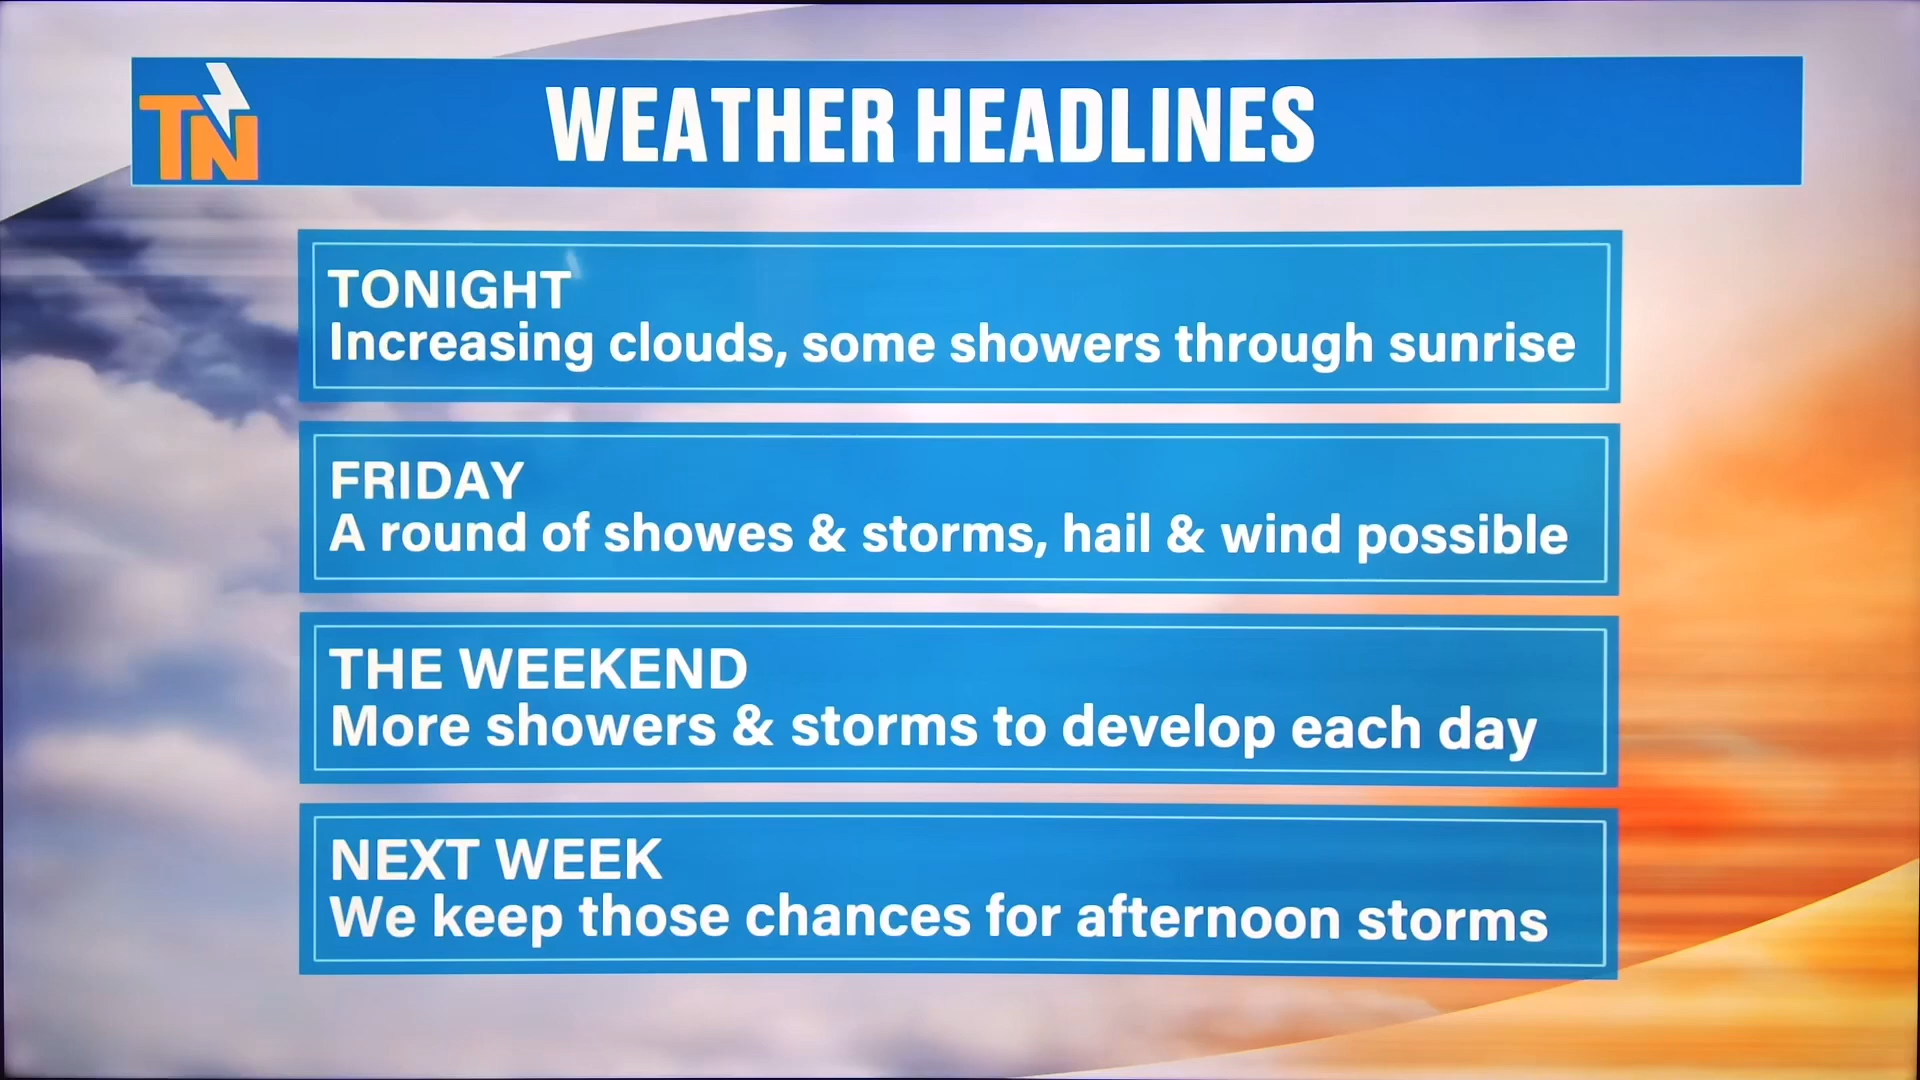 TN
WEATHER HEADLINES
TONIGHT
Increasing clouds, some showers through sunrise
FRIDAY
A round of showes & storms, hail & wind possible
THE WEEKEND
More showers & storms to develop each day
NEXT WEEK
We keep those chances for afternoon storms